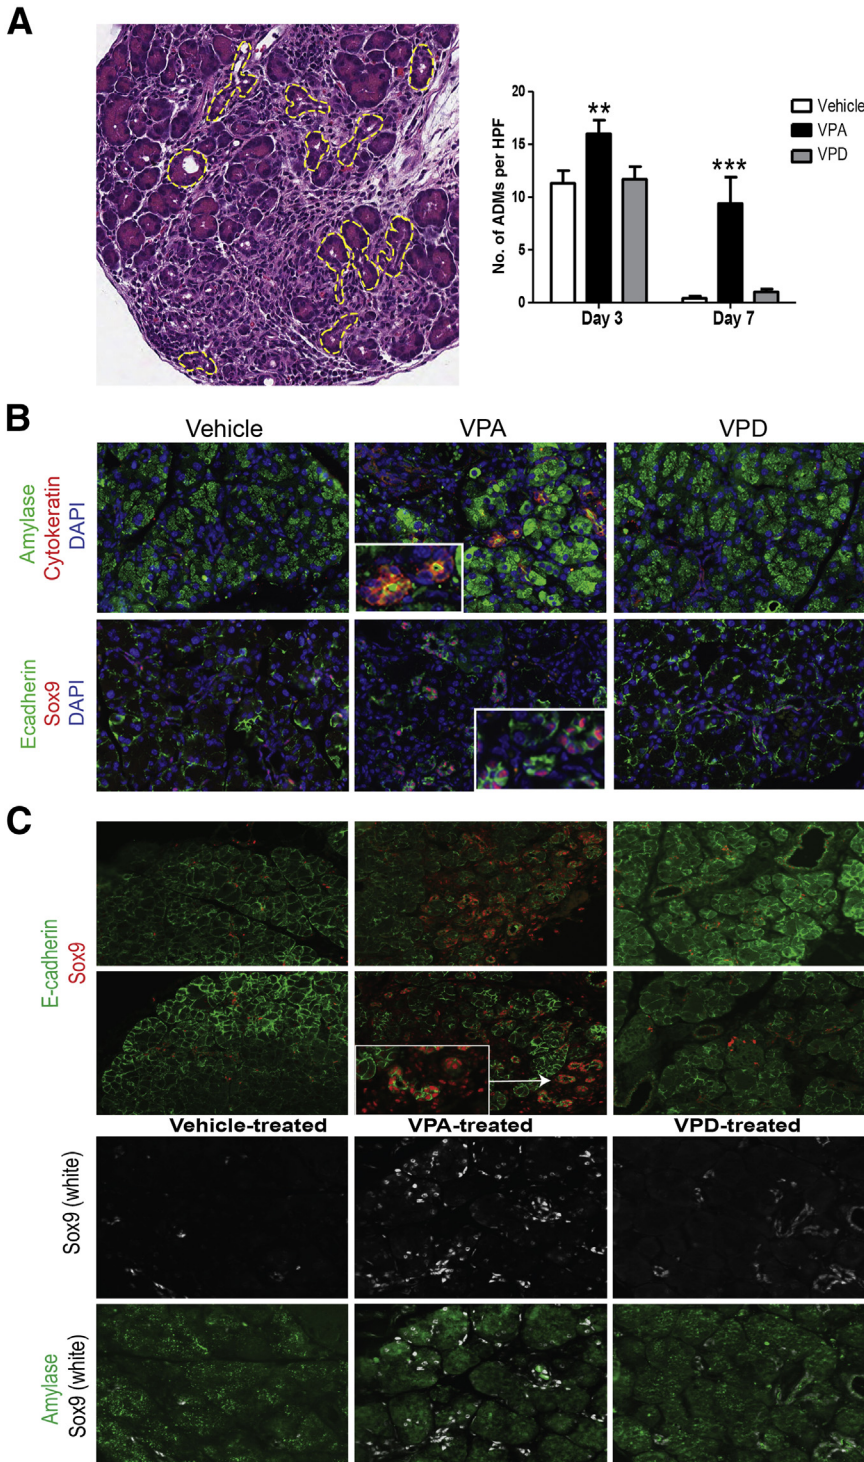 A
No. of ADMs per HPF
20
15
10
5
0
**
***
Day 3
Day 7
Vehicle
VPA
VPD
B
Vehicle
VPA
VPD
Amylase
Cytokeratin
DAPI
Ecadherin
Sox9
DAPI
C
E-cadherin
Sox9
Vehicle-treated
VPA-treated
VPD-treated
Sox9 (white)
Amylase
Sox9 (white)